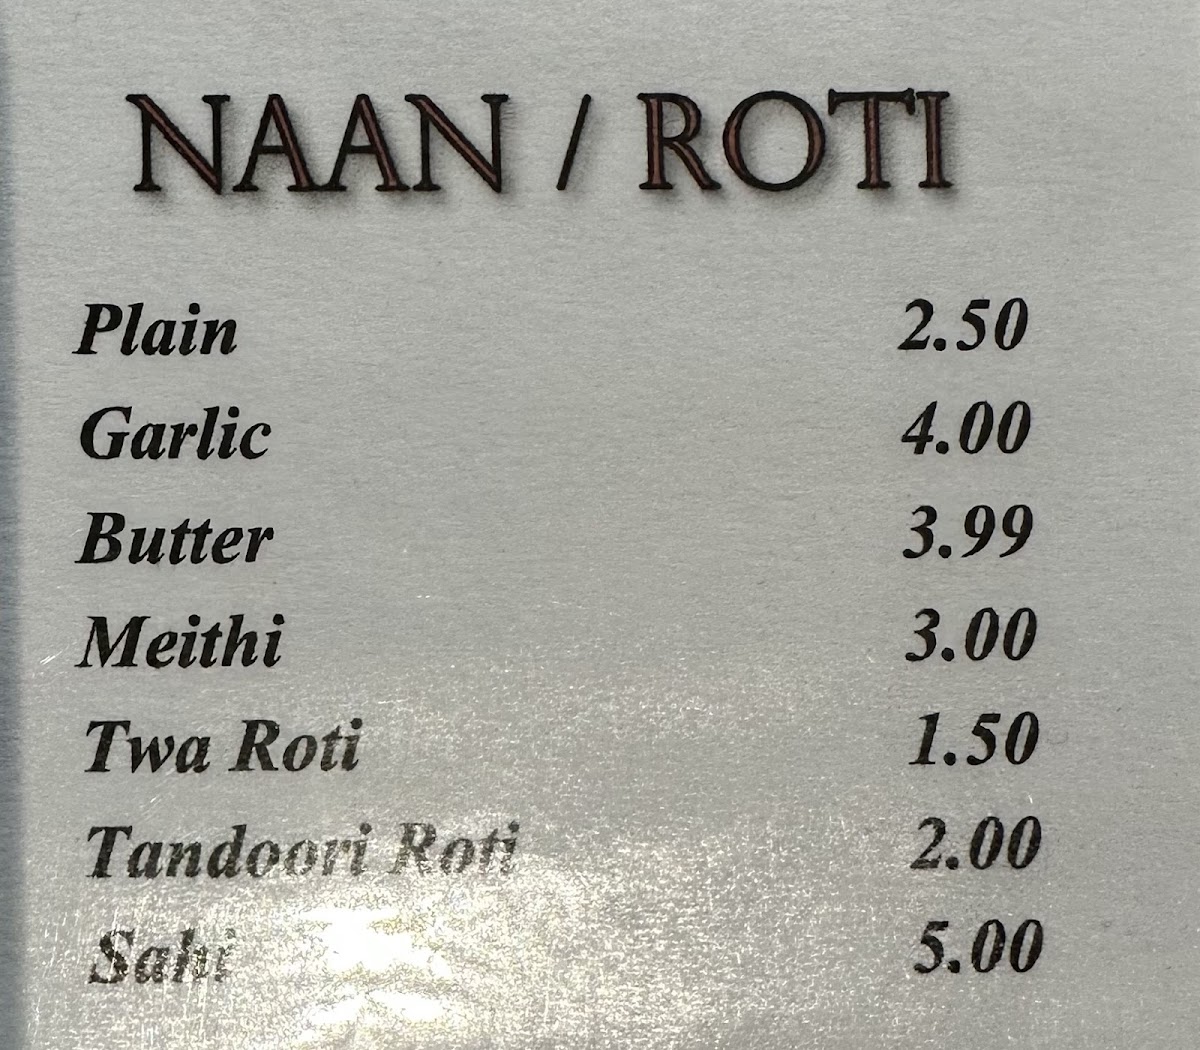 NAAN / ROTI
Plain 2.50
Garlic 4.00
Butter 3.99
Meithi 3.00
Twa Roti 1.50
Tandoori Roti 2.00
Sahi 5.00